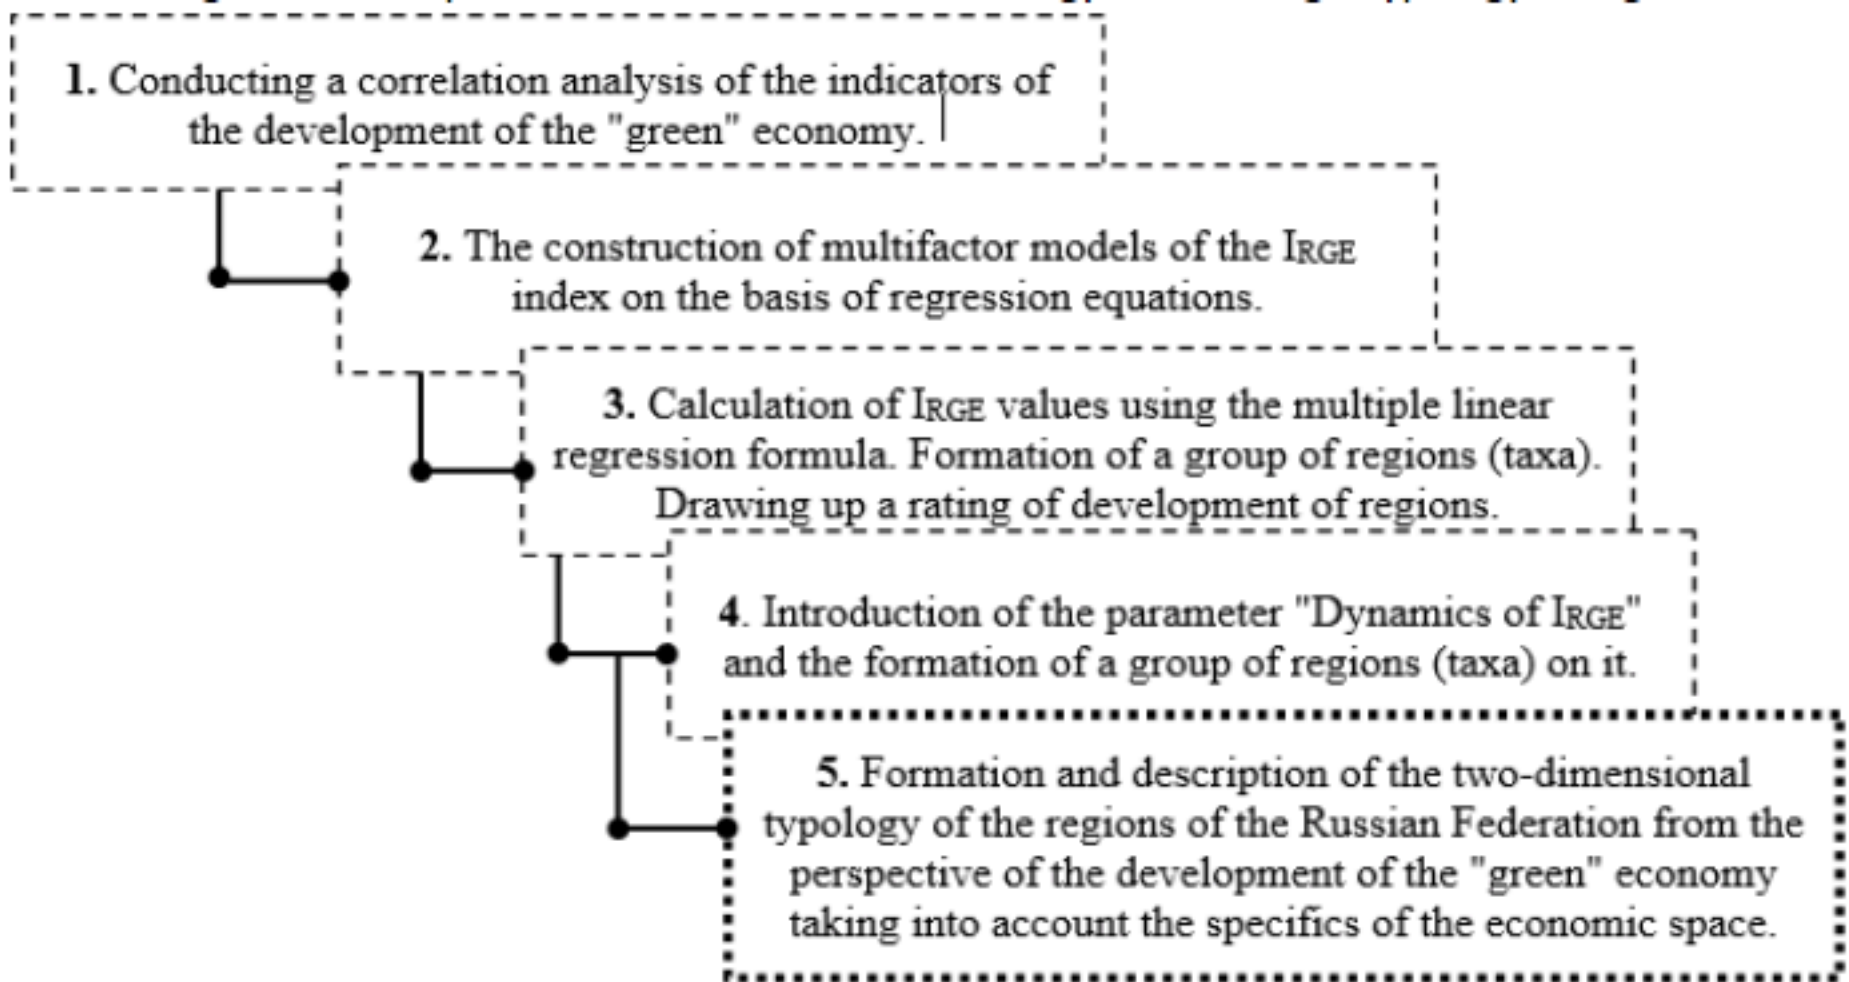 1. Conducting a correlation analysis of the indicators of
the development of the "green" economy.
2. The construction of multifactor models of the IRGE
index on the basis of regression equations.
3. Calculation of IRGE values using the multiple linear
regression formula. Formation of a group of regions (taxa).
Drawing up a rating of development of regions.
4. Introduction of the parameter "Dynamics of IRGE"
and the formation of a group of regions (taxa) on it.
5. Formation and description of the two-dimensional
typology of the regions of the Russian Federation from the
perspective of the development of the "green" economy
taking into account the specifics of the economic space.